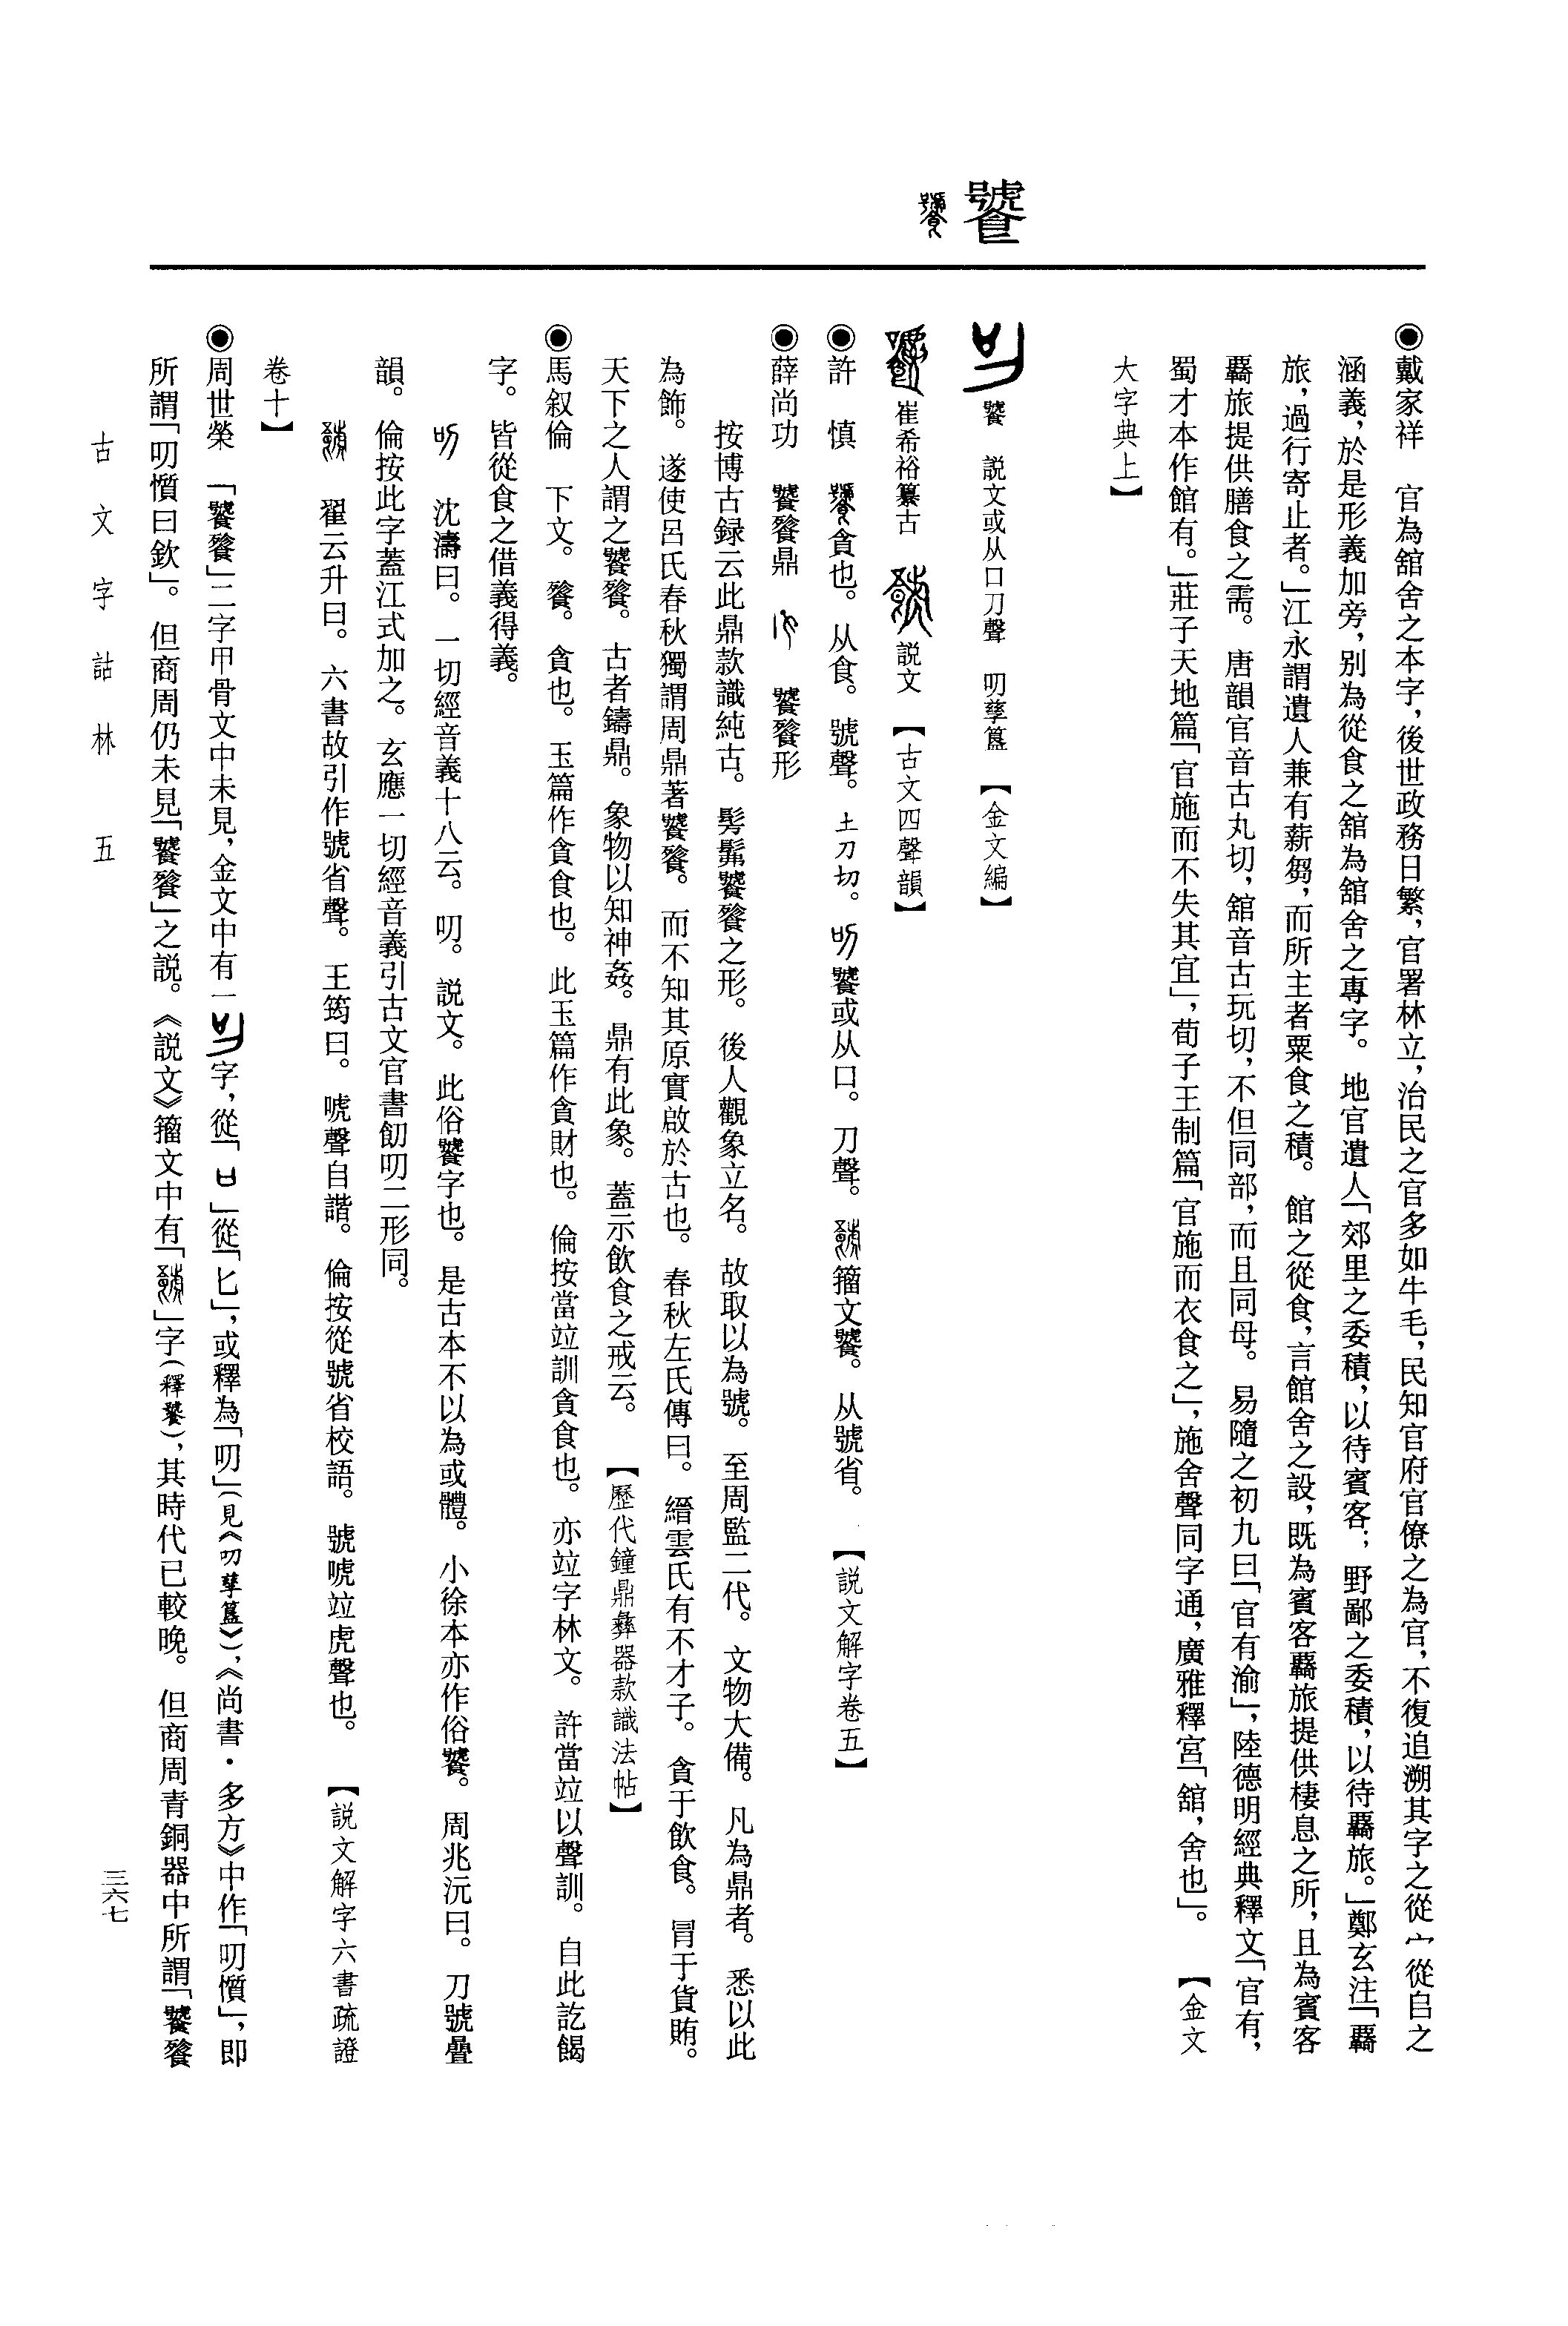 饕
◉戴家祥　官為舘舍之本字，後世政務日繁，官署林立，治民之官多如牛毛，民知官府官僚之為官，不復追溯其字之從宀從𠂤之
涵義，於是形義加旁，别為從食之舘為舘舍之專字。地官遺人「郊里之委積，以待賓客；野鄙之委積，以待羇旅。」鄭玄注「羇
旅，過行寄止者。」江永謂遺人兼有薪芻，而所主者粟食之積。館之從食，言館舍之設，既為賓客羇旅提供棲息之所，且為賓客
羇旅提供膳食之需。唐韻官音古丸切，舘音古玩切，不但同部，而且同母。易隨之初九曰「官有渝」，陸德明經典釋文「官有，
蜀才本作館有。」莊子天地篇「官施而不失其宜」，荀子王制篇「官施而衣食之」，施舍聲同字通，廣雅釋宮「舘，舍也」。【金文
大字典上】
饕　説文或从口刀聲　叨孳簋　【金文編】
崔希裕纂古　説文　【古文四聲韻】
◉許　慎　貪也。从食。號聲。土刀切。饕或从口。刀聲。籀文饕。从號省。【説文解字卷五】
◉薛尚功　饕餮鼎　饕餮形
按博古録云此鼎款識純古。髣髴饕餮之形。後人觀象立名。故取以為號。至周監二代。文物大備。凡為鼎者。悉以此
為飾。遂使呂氏春秋獨謂周鼎著饕餮。而不知其原實啟於古也。春秋左氏傳曰。縉雲氏有不才子。貪于飲食。冒于貨賄。
天下之人謂之饕餮。古者鑄鼎。象物以知神姦。鼎有此象。蓋示飲食之戒云。【歷代鐘鼎彝器款識法帖】
◉馬叙倫　下文。餮。貪也。玉篇作貪食也。此玉篇作貪財也。倫按當竝訓貪食也。亦竝字林文。許當竝以聲訓。自此訖餲
字。皆從食之借義得義。
沈濤曰。一切經音義十八云。叨。説文。此俗饕字也。是古本不以為或體。小徐本亦作俗饕。周兆沅曰。刀號疊
韻。倫按此字蓋江式加之。玄應一切經音義引古文官書飸叨二形同。
翟云升曰。六書故引作號省聲。王筠曰。唬聲自諧。倫按從號省校語。號唬竝虎聲也。【説文解字六書疏證
卷十】
◉周世榮　「饕餮」二字甲骨文中未見，金文中有一字，從「ㅂ」從「匕」，或釋為「叨」（見《叨孳簋》），《尚書·多方》中作「叨懫」，即
所謂「叨懫曰欽」。但商周仍未見「饕餮」之説。《説文》籀文中有「」字（釋饕），其時代已較晚。但商周青銅器中所謂「饕餮
古文字詁林　五
三六七